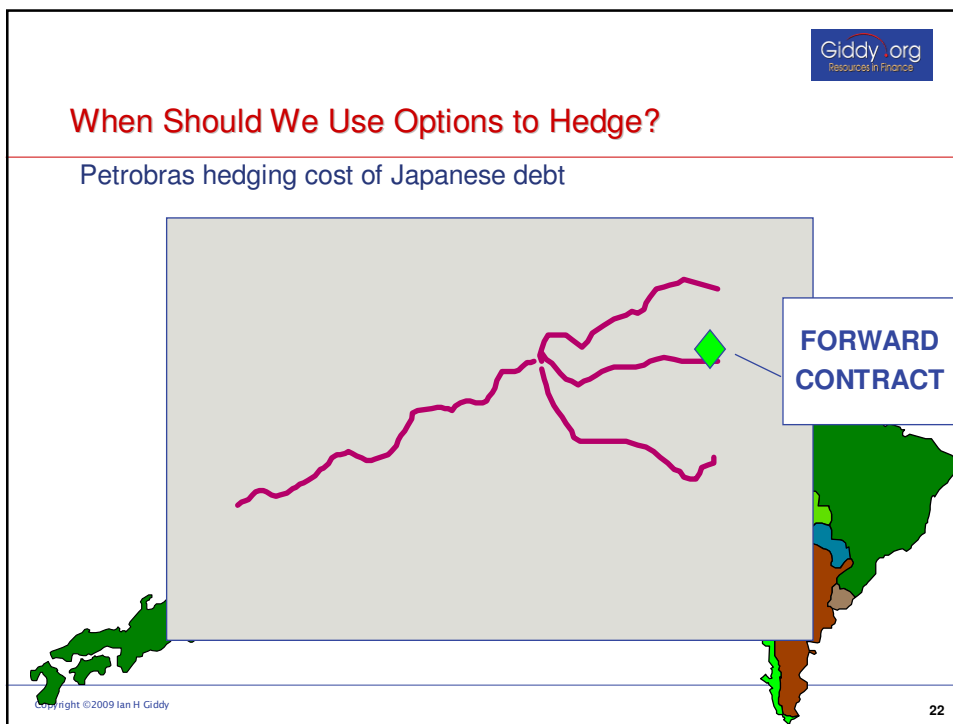 Giddy.org
Resources in Finance
When Should We Use Options to Hedge?
Petrobras hedging cost of Japanese debt
FORWARD
CONTRACT
Copyright ©2009 Ian H Giddy
22